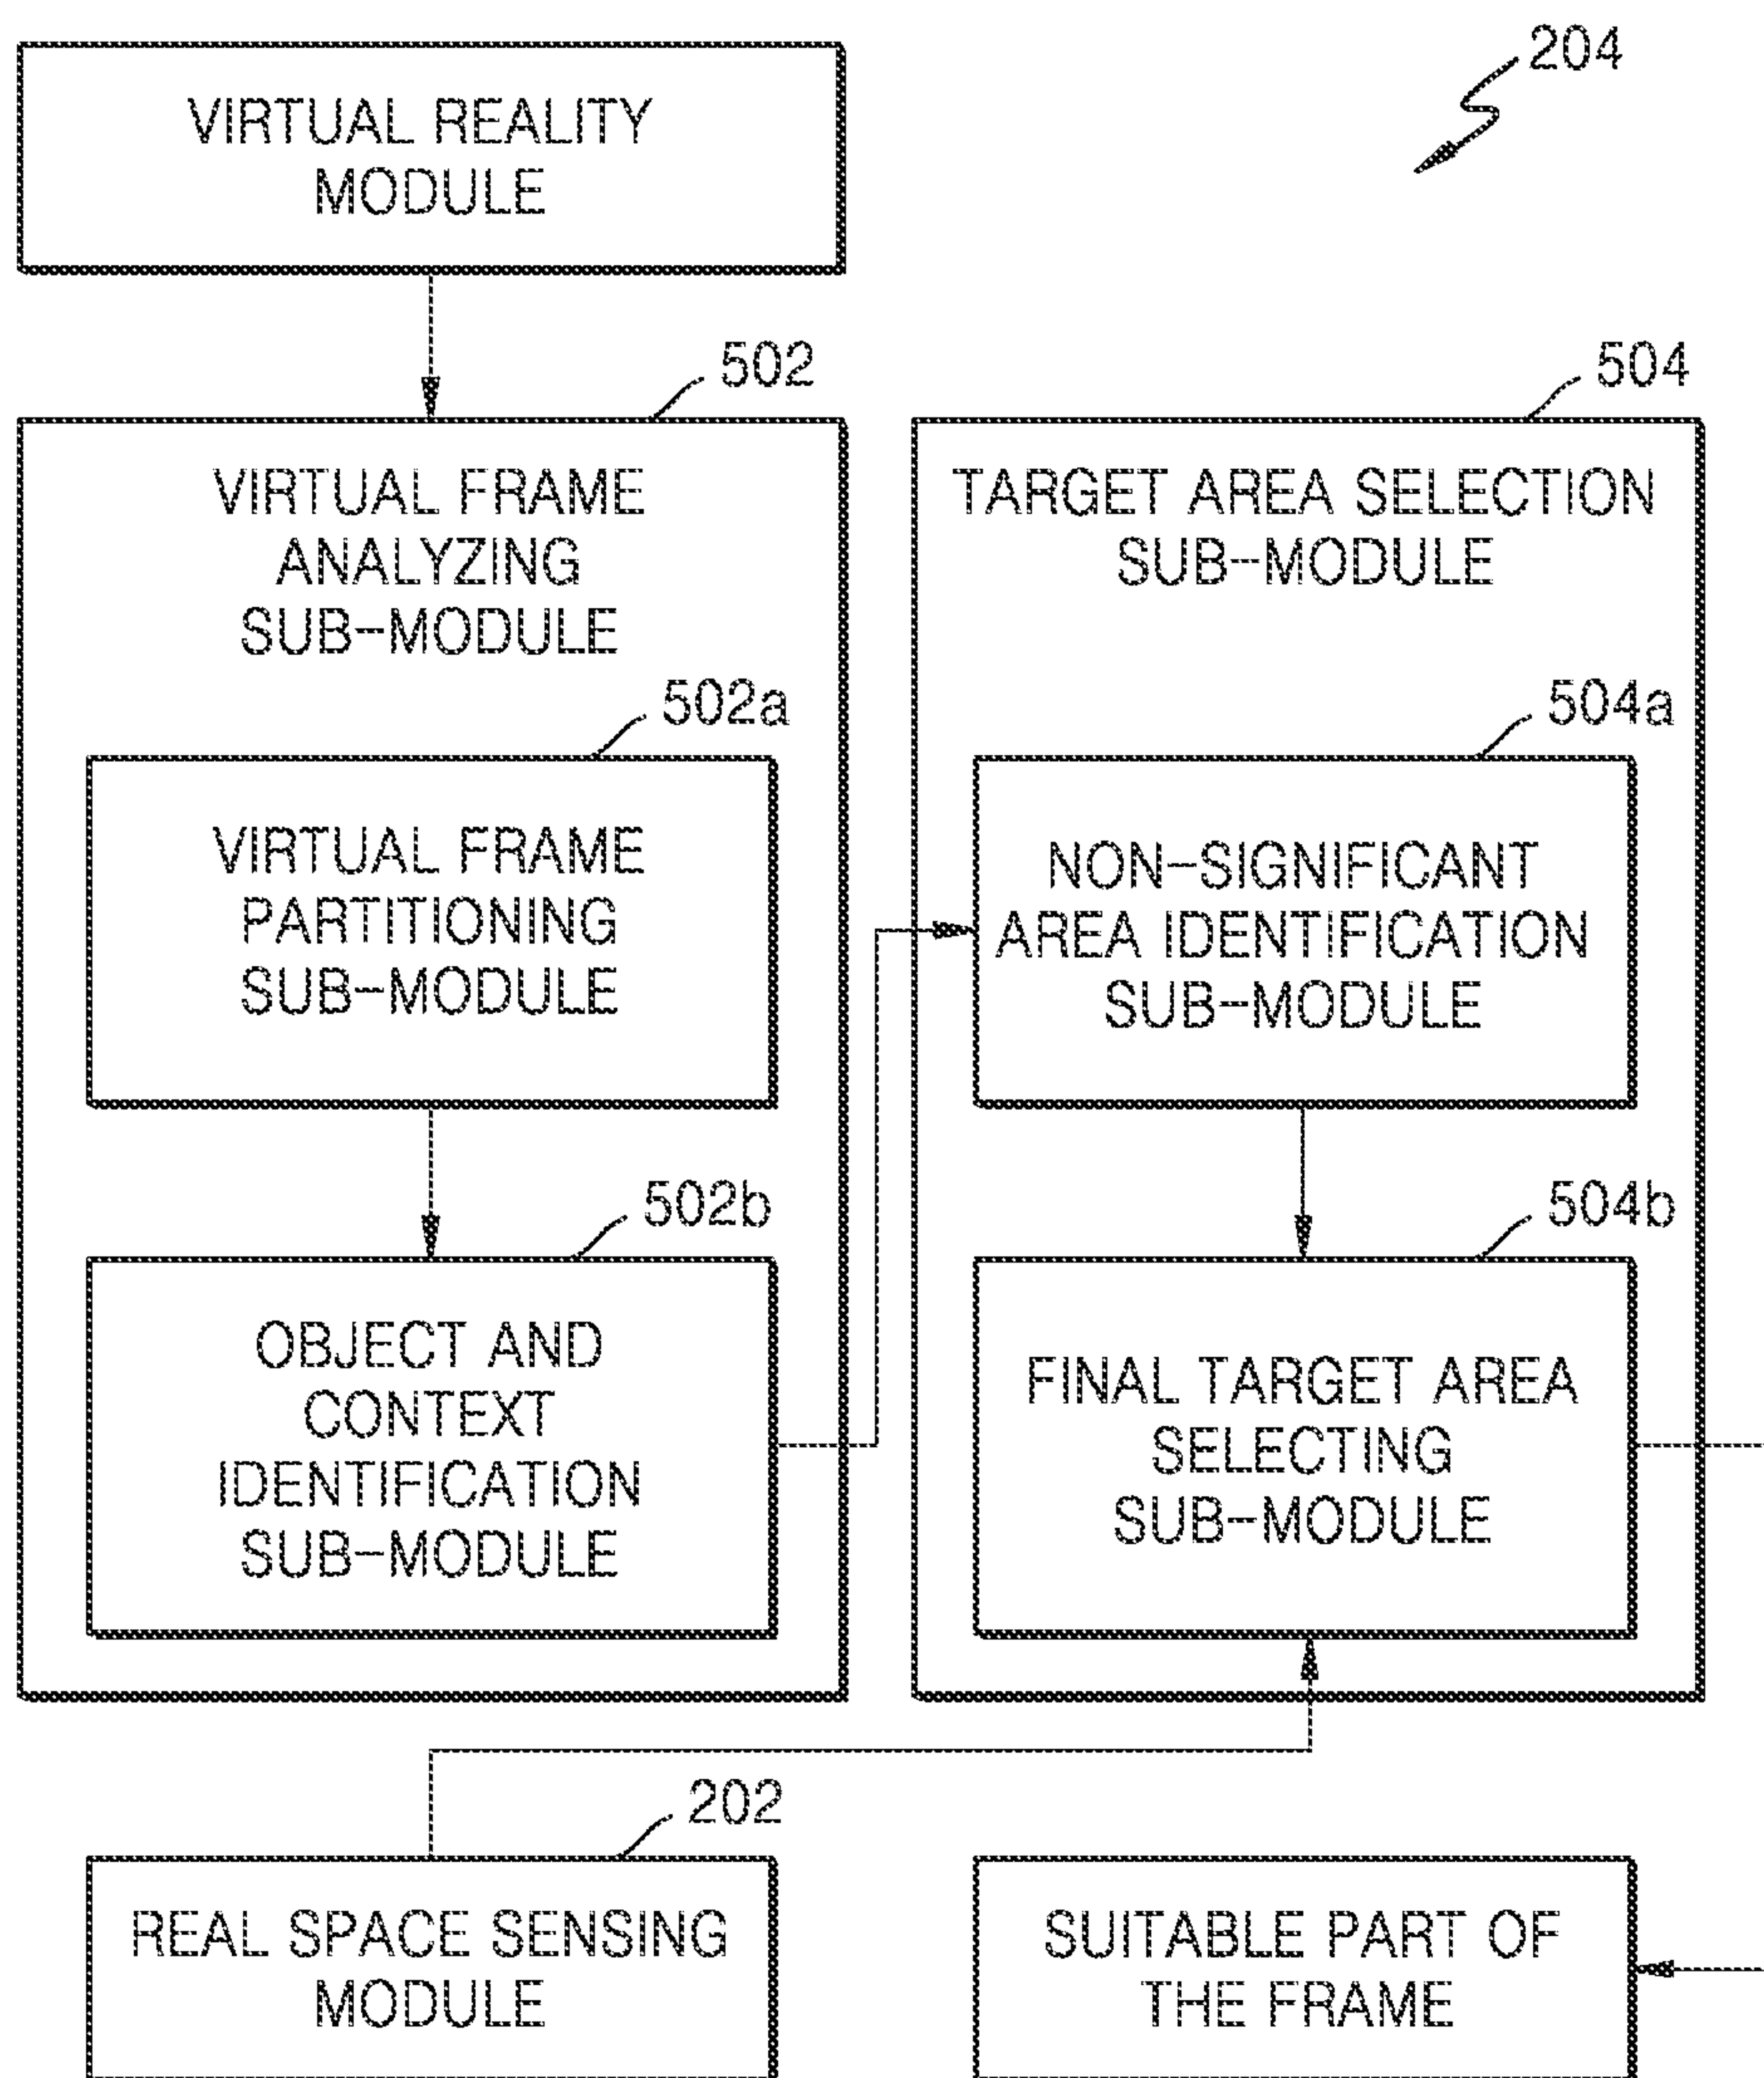 204
VIRTUAL REALITY
MODULE
502
VIRTUAL FRAME
ANALYZING
SUB-MODULE
502a
VIRTUAL FRAME
PARTITIONING
SUB-MODULE
502b
OBJECT AND
CONTEXT
IDENTIFICATION
SUB-MODULE
504
TARGET AREA SELECTION
SUB-MODULE
504a
NON-SIGNIFICANT
AREA IDENTIFICATION
SUB-MODULE
504b
FINAL TARGET AREA
SELECTING
SUB-MODULE
202
REAL SPACE SENSING
MODULE
SUITABLE PART OF
THE FRAME